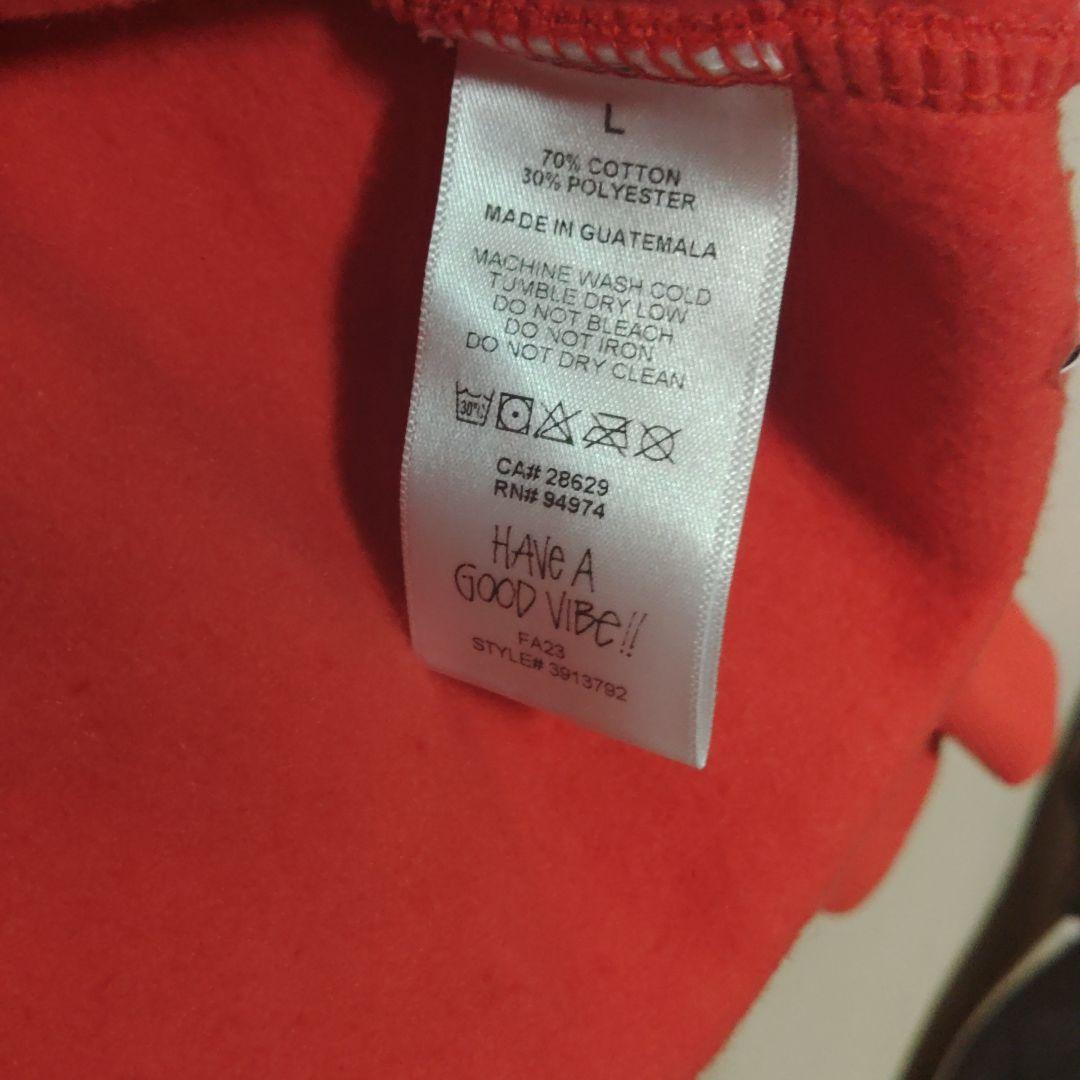 L
70% COTTON
30% POLYESTER
MADE IN GUATEMALA
MACHINE WASH COLD
TUMBLE DRY LOW
DO NOT BLEACH
DO NOT IRON
DO NOT DRY CLEAN
30°C
CA# 28629
RN# 94974
HAVE A
GOOD VIBE!!
FA23
STYLE# 3913792